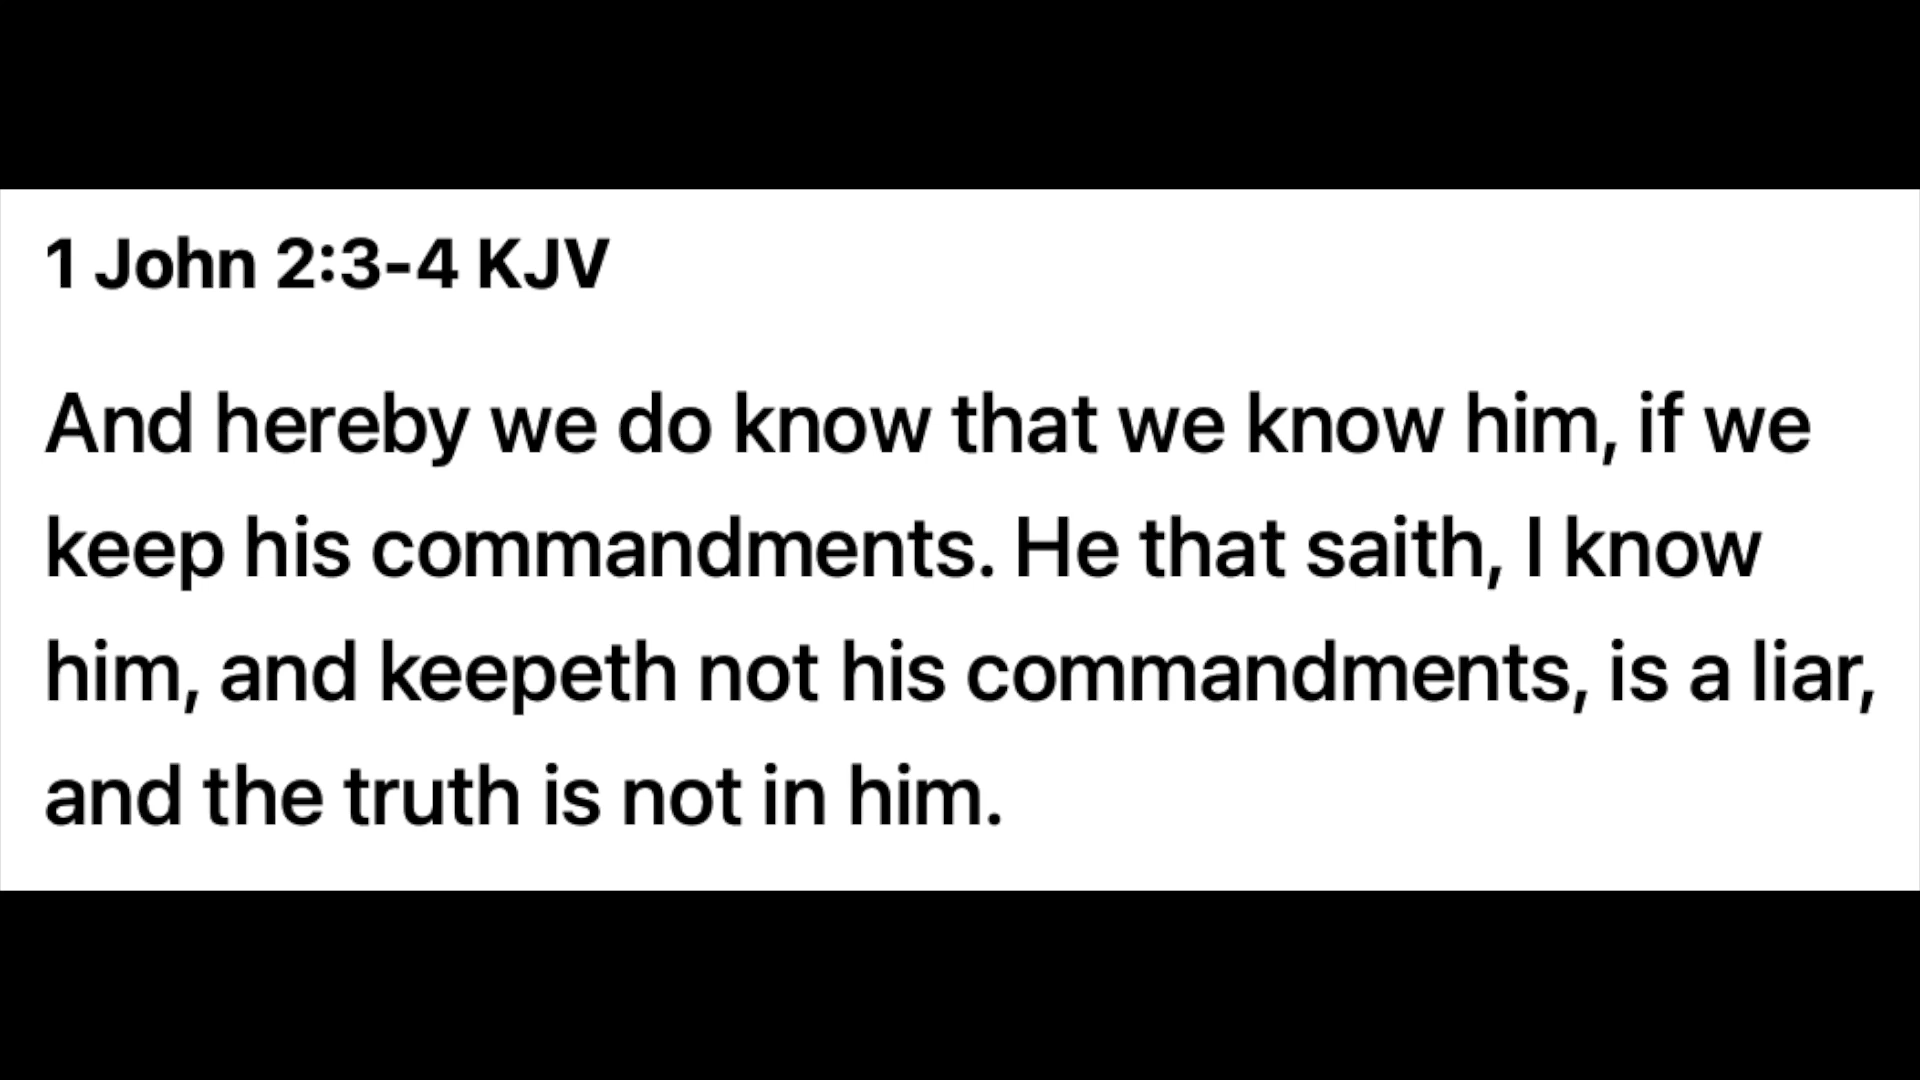 1 John 2:3-4 KJV
And hereby we do know that we know him, if we
keep his commandments. He that saith, I know
him, and keepeth not his commandments, is a liar,
and the truth is not in him.